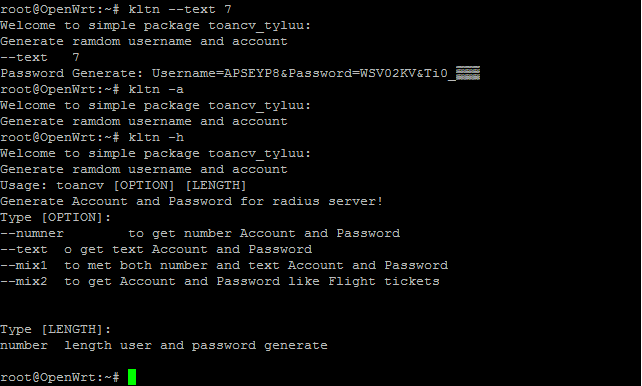 root@OpenWrt:~# kltn --text 7
Welcome to simple package toancv_tyluu:
Generate ramdom username and account
--text   7
Password Generate: Username=APSEYP8&Password=WSV02KV&Ti0_▒▒▒
root@OpenWrt:~# kltn -a
Welcome to simple package toancv_tyluu:
Generate ramdom username and account
root@OpenWrt:~# kltn -h
Welcome to simple package toancv_tyluu:
Generate ramdom username and account
Usage: toancv [OPTION] [LENGTH]
Generate Account and Password for radius server!
Type [OPTION]:
--numner        to get number Account and Password
--text  o get text Account and Password
--mix1  to met both number and text Account and Password
--mix2  to get Account and Password like Flight tickets
Type [LENGTH]:
number  length user and password generate
root@OpenWrt:~#